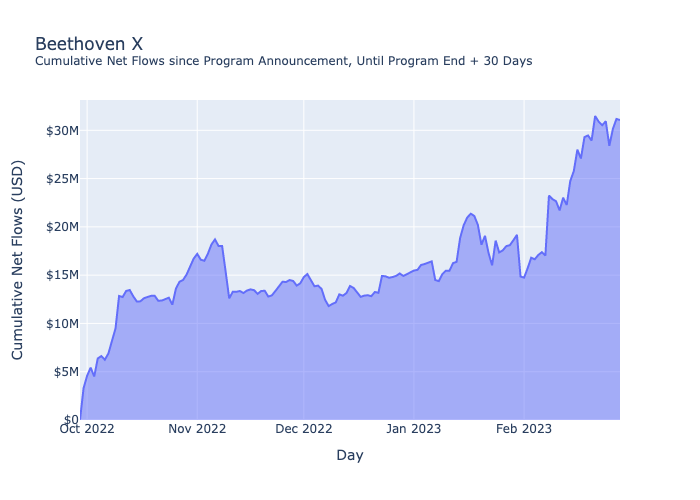 Beethoven X
Cumulative Net Flows since Program Announcement, Until Program End + 30 Days
Cumulative Net Flows (USD)
$30M
$25M
$20M
$15M
$10M
$5M
$0
Oct 2022
Nov 2022
Dec 2022
Jan 2023
Feb 2023
Day